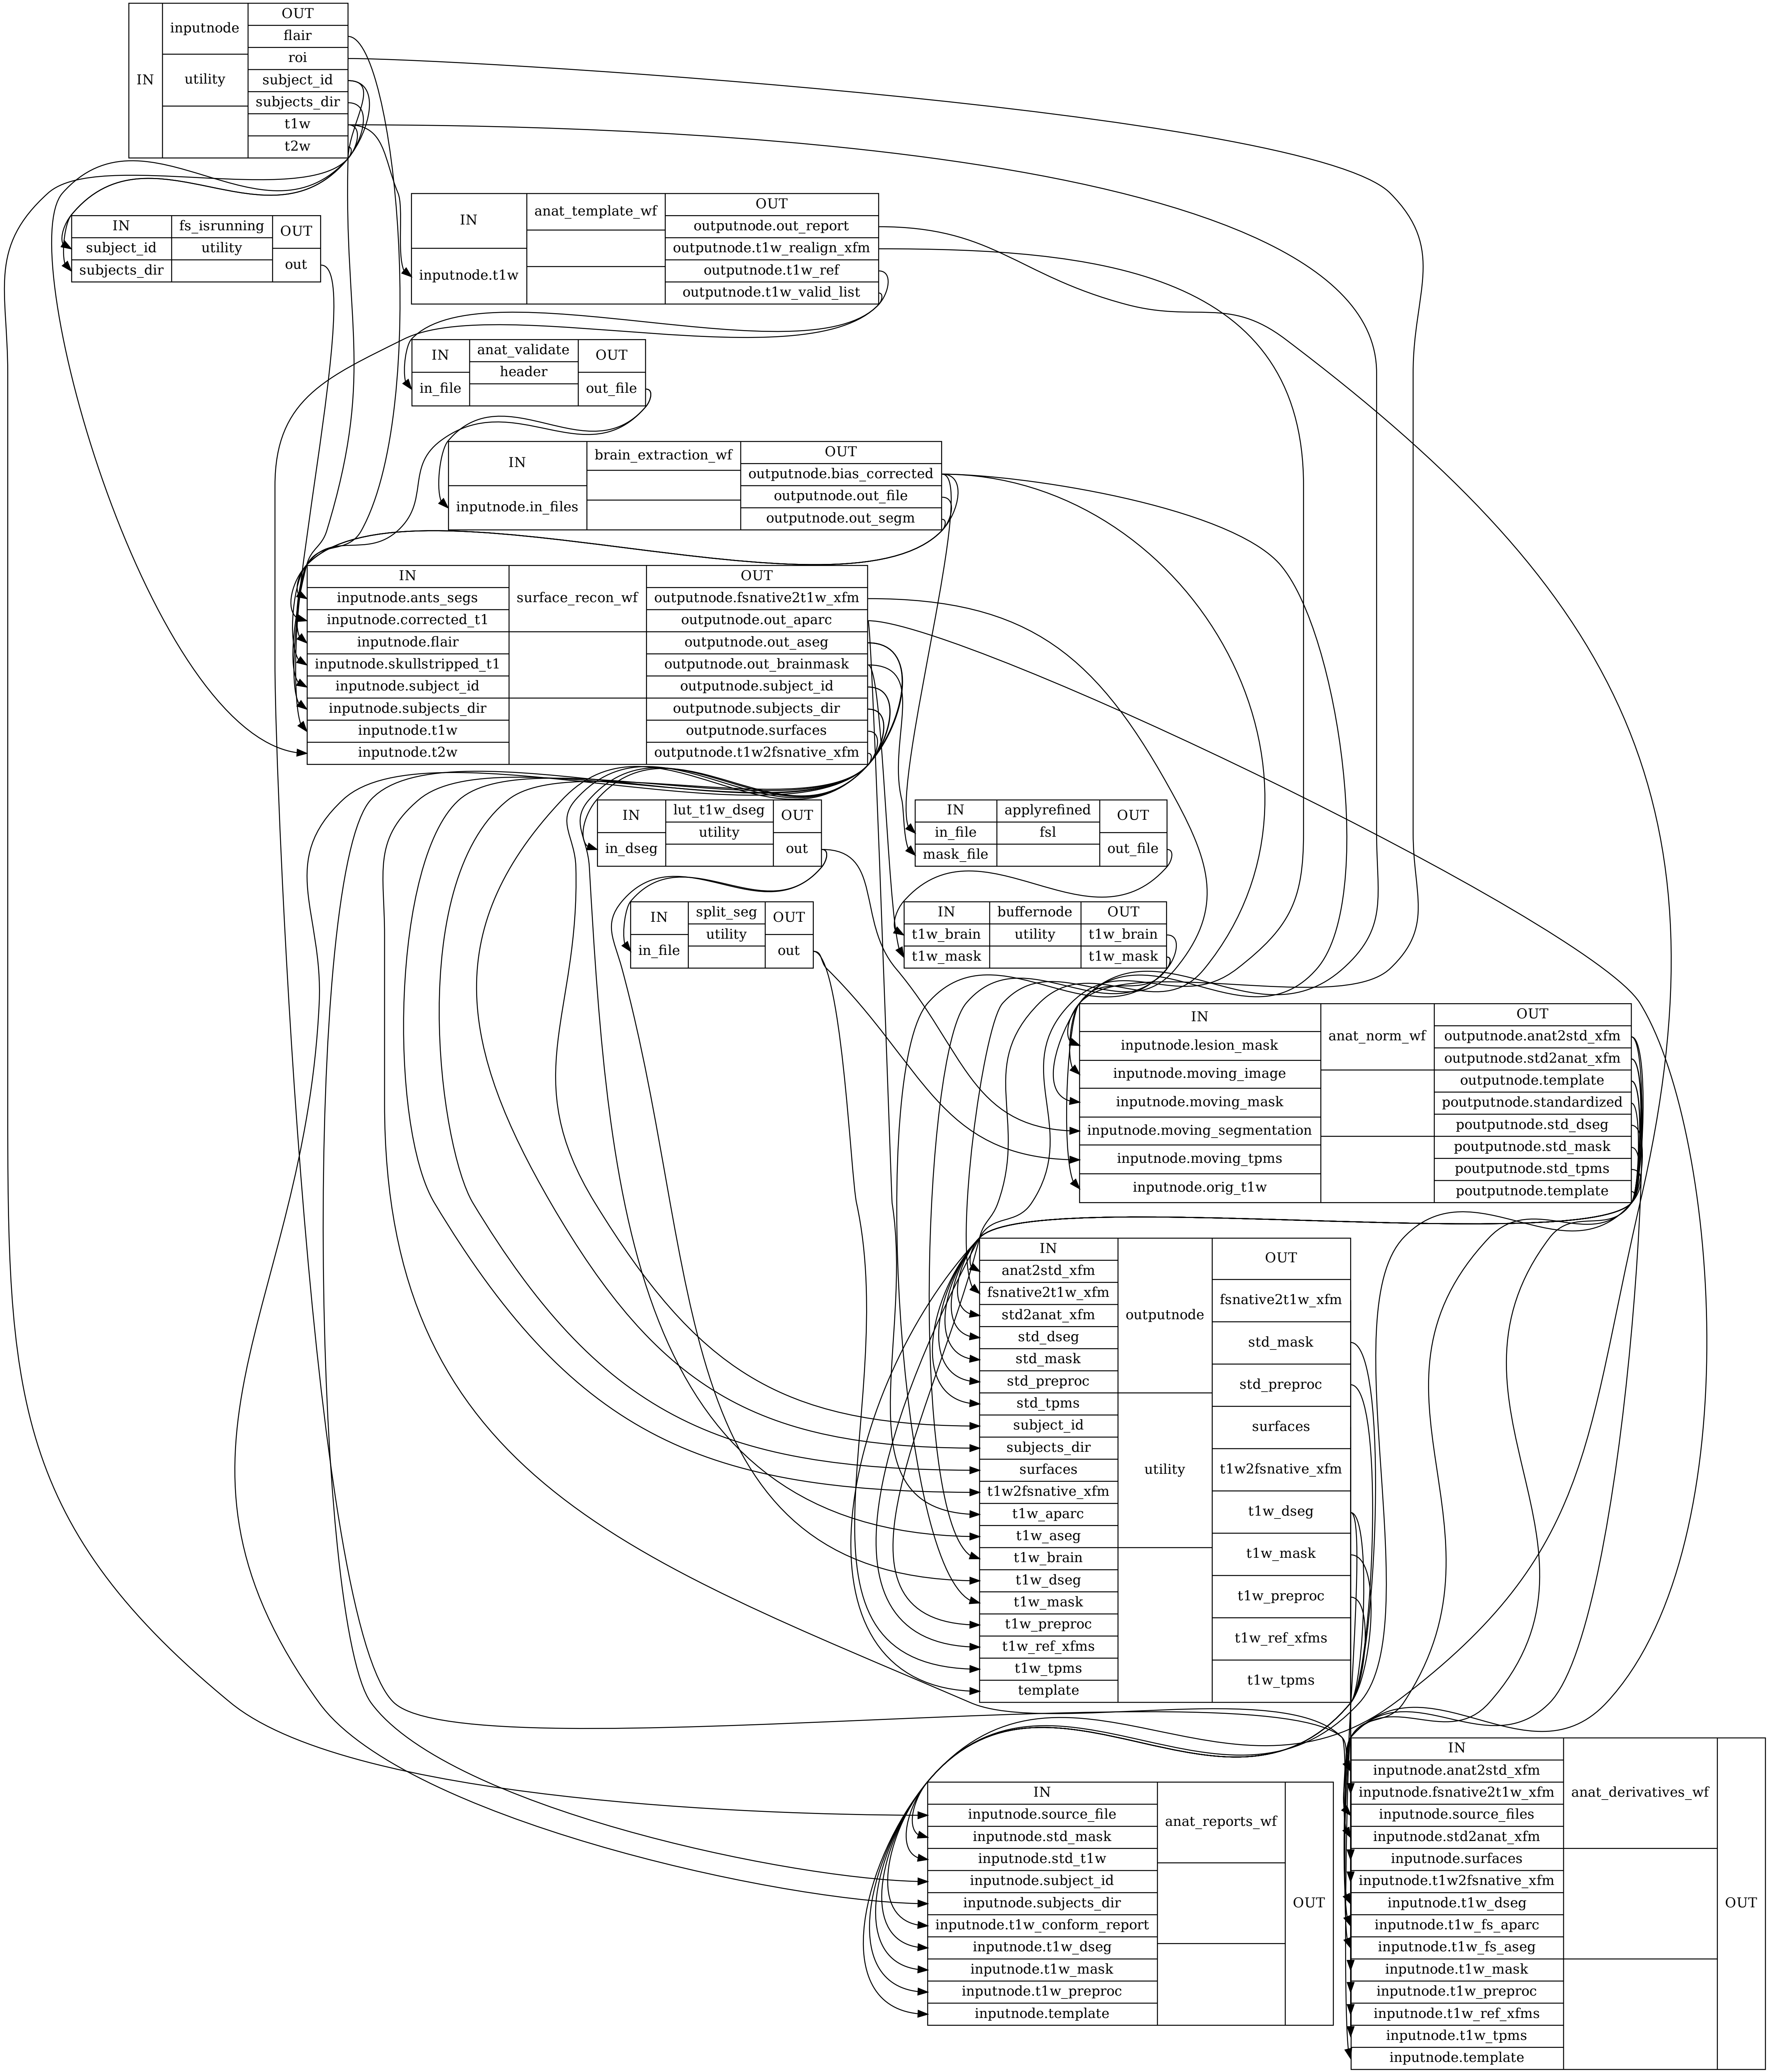 IN
inputnode
utility
OUT
flair
roi
subject_id
subjects_dir
t1w
t2w
IN
subject_id
subjects_dir
fs_isrunning
utility
OUT
out
IN
inputnode.t1w
anat_template_wf
OUT
outputnode.out_report
outputnode.t1w_realign_xfm
outputnode.t1w_ref
outputnode.t1w_valid_list
IN
in_file
anat_validate
header
OUT
out_file
IN
inputnode.in_files
brain_extraction_wf
OUT
outputnode.bias_corrected
outputnode.out_file
outputnode.out_segm
IN
inputnode.ants_segs
inputnode.corrected_t1
inputnode.flair
inputnode.skullstripped_t1
inputnode.subject_id
inputnode.subjects_dir
inputnode.t1w
inputnode.t2w
surface_recon_wf
OUT
outputnode.fsnative2t1w_xfm
outputnode.out_aparc
outputnode.out_aseg
outputnode.out_brainmask
outputnode.subject_id
outputnode.subjects_dir
outputnode.surfaces
outputnode.t1w2fsnative_xfm
IN
in_dseg
lut_t1w_dseg
utility
OUT
out
IN
in_file
mask_file
applyrefined
fsl
OUT
out_file
IN
in_file
split_seg
utility
OUT
out
IN
t1w_brain
t1w_mask
buffernode
utility
OUT
t1w_brain
t1w_mask
IN
inputnode.lesion_mask
inputnode.moving_image
inputnode.moving_mask
inputnode.moving_segmentation
inputnode.moving_tpms
inputnode.orig_t1w
anat_norm_wf
OUT
outputnode.anat2std_xfm
outputnode.std2anat_xfm
outputnode.template
poutputnode.standardized
poutputnode.std_dseg
poutputnode.std_mask
poutputnode.std_tpms
poutputnode.template
IN
anat2std_xfm
fsnative2t1w_xfm
std2anat_xfm
std_dseg
std_mask
std_preproc
std_tpms
subject_id
subjects_dir
surfaces
t1w2fsnative_xfm
t1w_aparc
t1w_aseg
t1w_brain
t1w_dseg
t1w_mask
t1w_preproc
t1w_ref_xfms
t1w_tpms
template
outputnode
utility
OUT
fsnative2t1w_xfm
std_mask
std_preproc
surfaces
t1w2fsnative_xfm
t1w_dseg
t1w_mask
t1w_preproc
t1w_ref_xfms
t1w_tpms
IN
inputnode.source_file
inputnode.std_mask
inputnode.std_t1w
inputnode.subject_id
inputnode.subjects_dir
inputnode.t1w_conform_report
inputnode.t1w_dseg
inputnode.t1w_mask
inputnode.t1w_preproc
inputnode.template
anat_reports_wf
OUT
IN
inputnode.anat2std_xfm
inputnode.fsnative2t1w_xfm
inputnode.source_files
inputnode.std2anat_xfm
inputnode.surfaces
inputnode.t1w2fsnative_xfm
inputnode.t1w_dseg
inputnode.t1w_fs_aparc
inputnode.t1w_fs_aseg
inputnode.t1w_mask
inputnode.t1w_preproc
inputnode.t1w_ref_xfms
inputnode.t1w_tpms
inputnode.template
anat_derivatives_wf
OUT